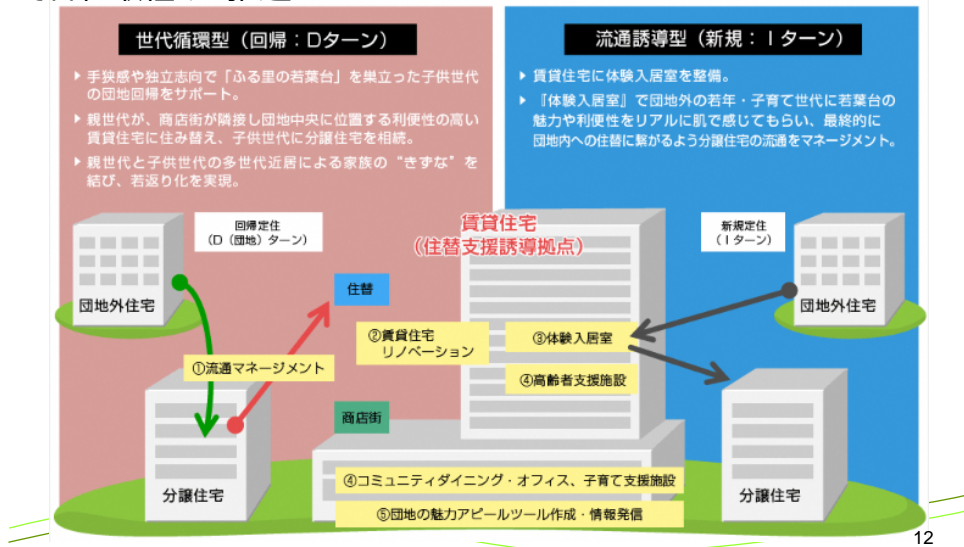 世代循環型（回帰：Dターン）
▶ 手狭感や独立志向で「ふる里の若葉台」を巣立った子供世代
の団地回帰をサポート。
▶ 親世代が、商店街が隣接し団地中央に位置する利便性の高い
賃貸住宅に住み替え、子供世代に分譲住宅を相続。
▶ 親世代と子供世代の多世代近居による家族の“きずな”を
結び、若返り化を実現。
流通誘導型（新規：Iターン）
▶ 賃貸住宅に体験入居室を整備。
▶ 『体験入居室』で団地外の若年・子育て世代に若葉台の
魅力や利便性をリアルに肌で感じてもらい、最終的に
団地内への住替に繋がるよう分譲住宅の流通をマネージメント。
回帰定住
（D（団地）ターン）
賃貸住宅
（住替支援誘導拠点）
新規定住
（Iターン）
団地外住宅
住替
団地外住宅
②賃貸住宅
リノベーション
③体験入居室
①流通マネージメント
④高齢者支援施設
商店街
④コミュニティダイニング・オフィス、子育て支援施設
分譲住宅
分譲住宅
⑤団地の魅力アピールツール作成・情報発信
12